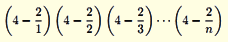 (4 − 2/1)(4 − 2/2)(4 − 2/3)⋯(4 − 2/n)